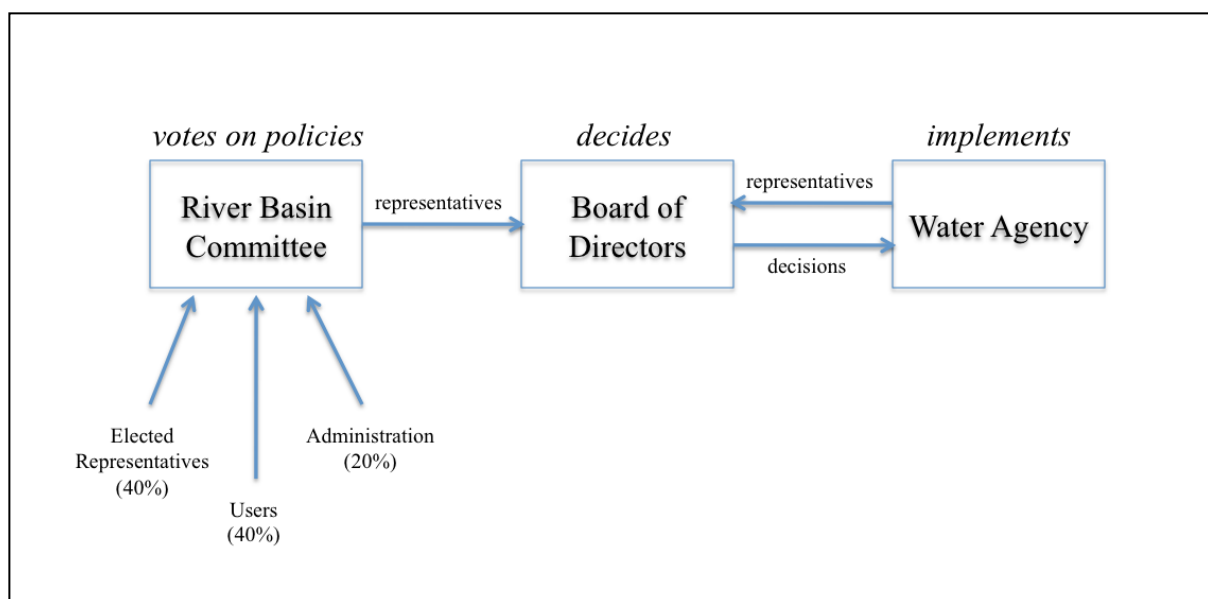 votes on policies
River Basin
Committee
representatives
decides
Board of
Directors
representatives
decisions
implements
Water Agency
Elected
Representatives
(40%)
Users
(40%)
Administration
(20%)